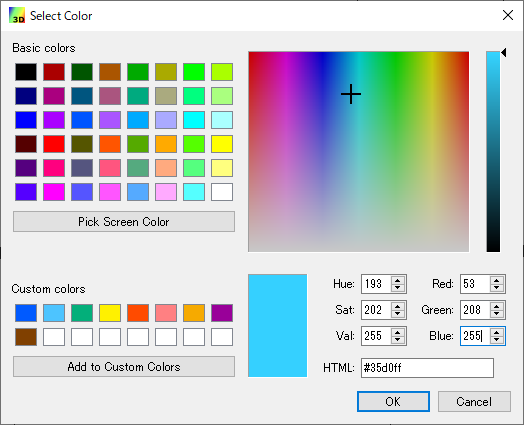 3D Select Color
Basic colors
Pick Screen Color
Custom colors
Add to Custom Colors
Hue: 193 Red: 53
Sat: 202 Green: 208
Val: 255 Blue: 255
HTML: #35d0ff
OK Cancel